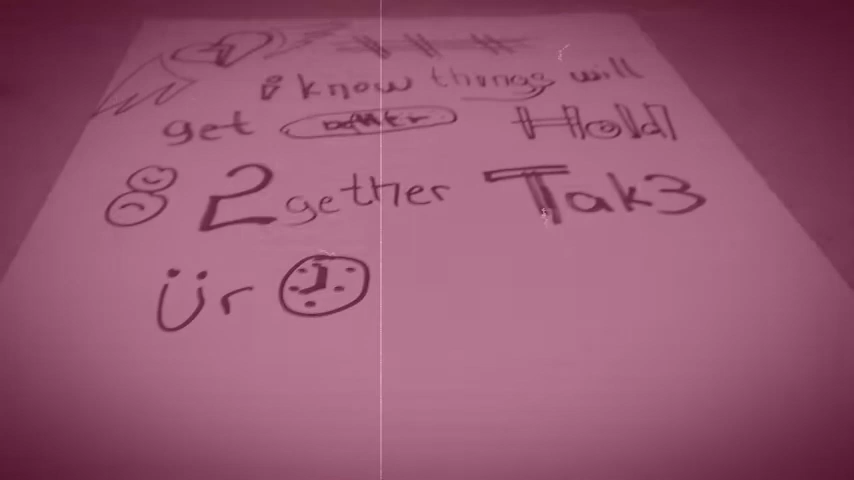 i know things will
get better Hold
2gether Tak3
Ür